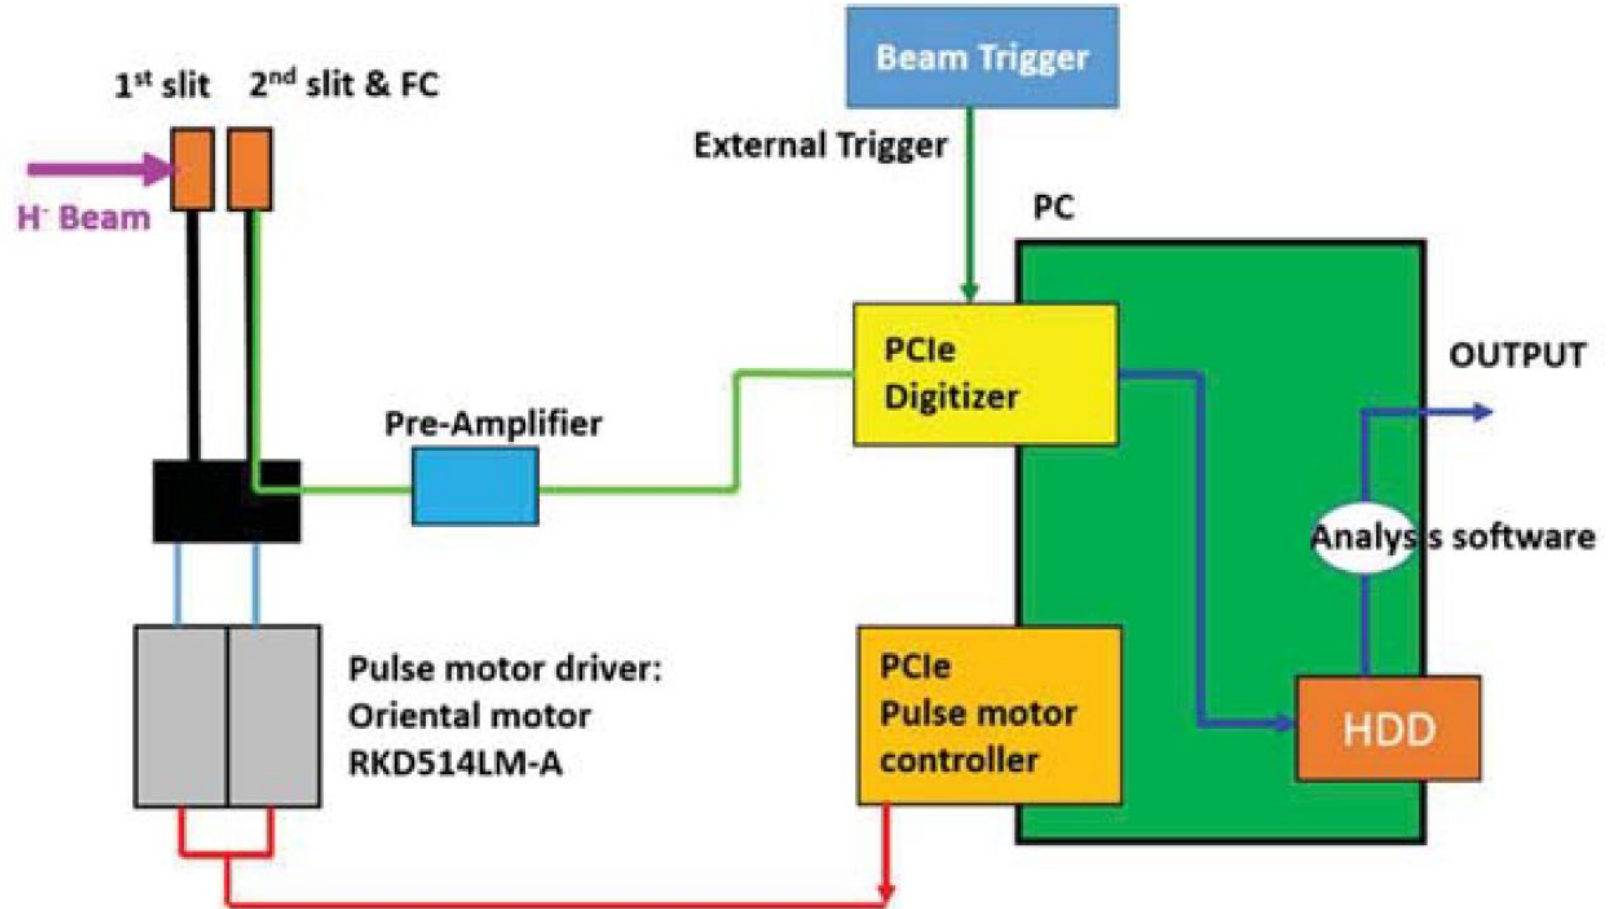 Beam Trigger
1st slit
2nd slit & FC
External Trigger
H- Beam
PC
PCIe
Digitizer
OUTPUT
Pre-Amplifier
Analysis software
Pulse motor driver:
Oriental motor
RKD514LM-A
PCIe
Pulse motor
controller
HDD